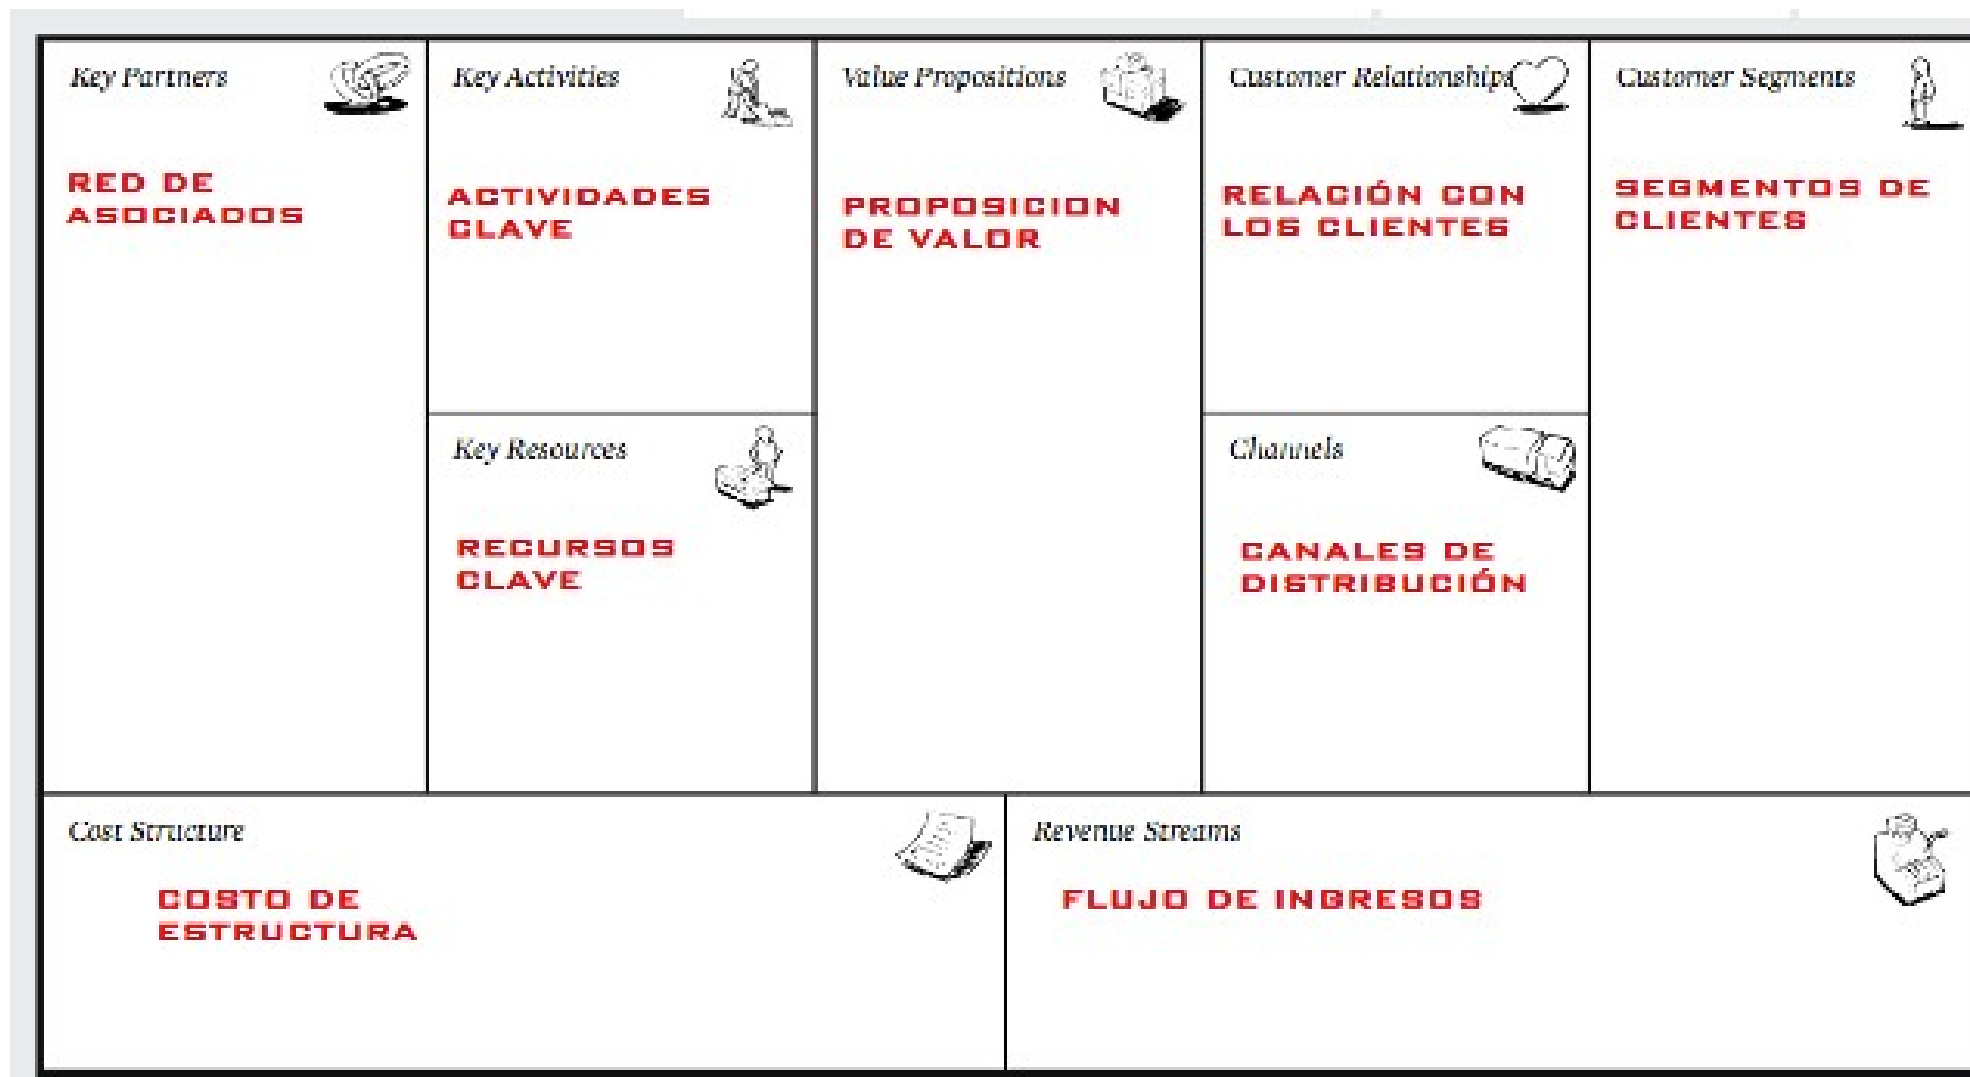 Key Partners
RED DE
ASOCIADOS
Key Activities
ACTIVIDADES
CLAVE
Key Resources
RECURSOS
CLAVE
Value Propositions
PROPOSICION
DE VALOR
Customer Relationships
RELACIÓN CON
LOS CLIENTES
Channels
CANALES DE
DISTRIBUCIÓN
Customer Segments
SEGMENTOS DE
CLIENTES
Cost Structure
COSTO DE
ESTRUCTURA
Revenue Streams
FLUJO DE INGRESOS